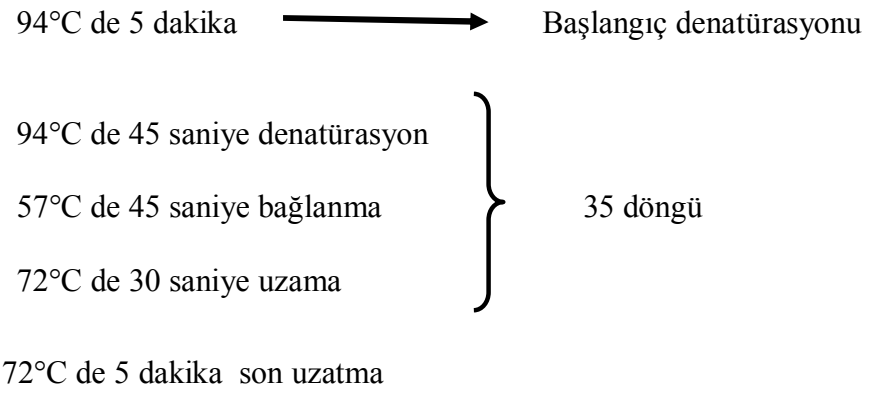 94°C de 5 dakika Başlangıç denatürasyonu
94°C de 45 saniye denatürasyon
57°C de 45 saniye bağlanma 35 döngü
72°C de 30 saniye uzama
72°C de 5 dakika son uzatma